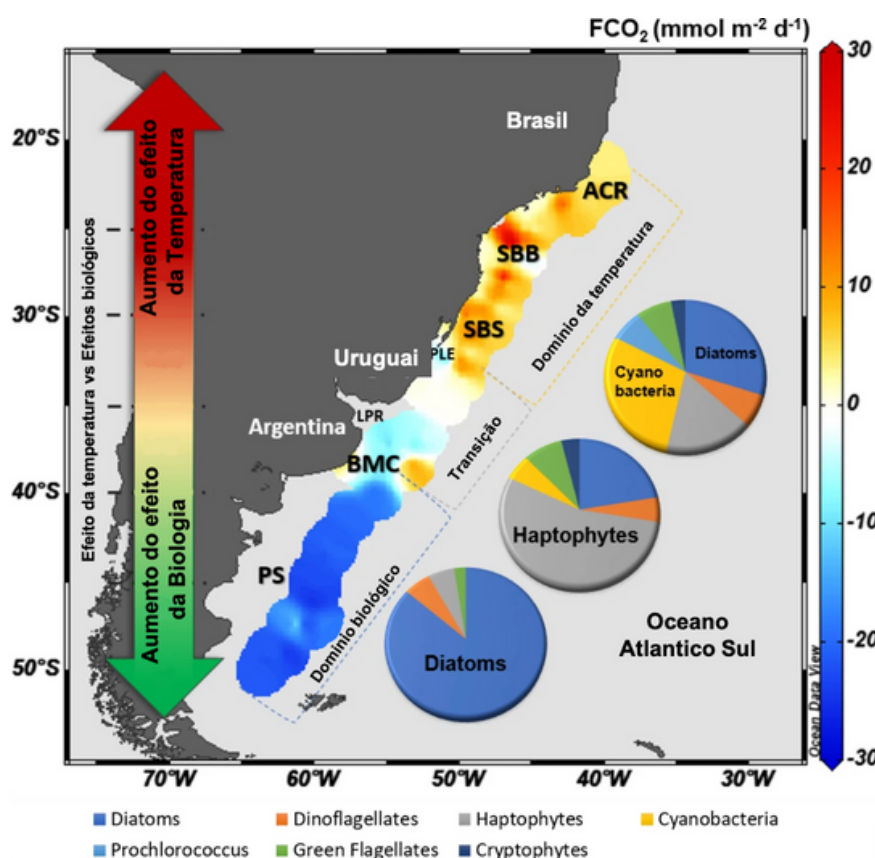 FCO₂ (mmol m⁻² d⁻¹)
30
20
10
0
-10
-20
-30
20°S
30°S
40°S
50°S
70°W
60°W
50°W
40°W
30°W
Efeito da temperatura vs Efeitos biológicos
Aumento do efeito
da Temperatura
Aumento do efeito
da Biologia
Brasil
ACR
SBB
SBS
PLE
Uruguai
LPR
Argentina
BMC
PS
Dominio da temperatura
Transição
Dominio biológico
Diatoms
Cyano
bacteria
Haptophytes
Diatoms
Oceano
Atlantico Sul
Ocean Data View
Diatoms Dinoflagellates Haptophytes Cyanobacteria
Prochlorococcus Green Flagellates Cryptophytes